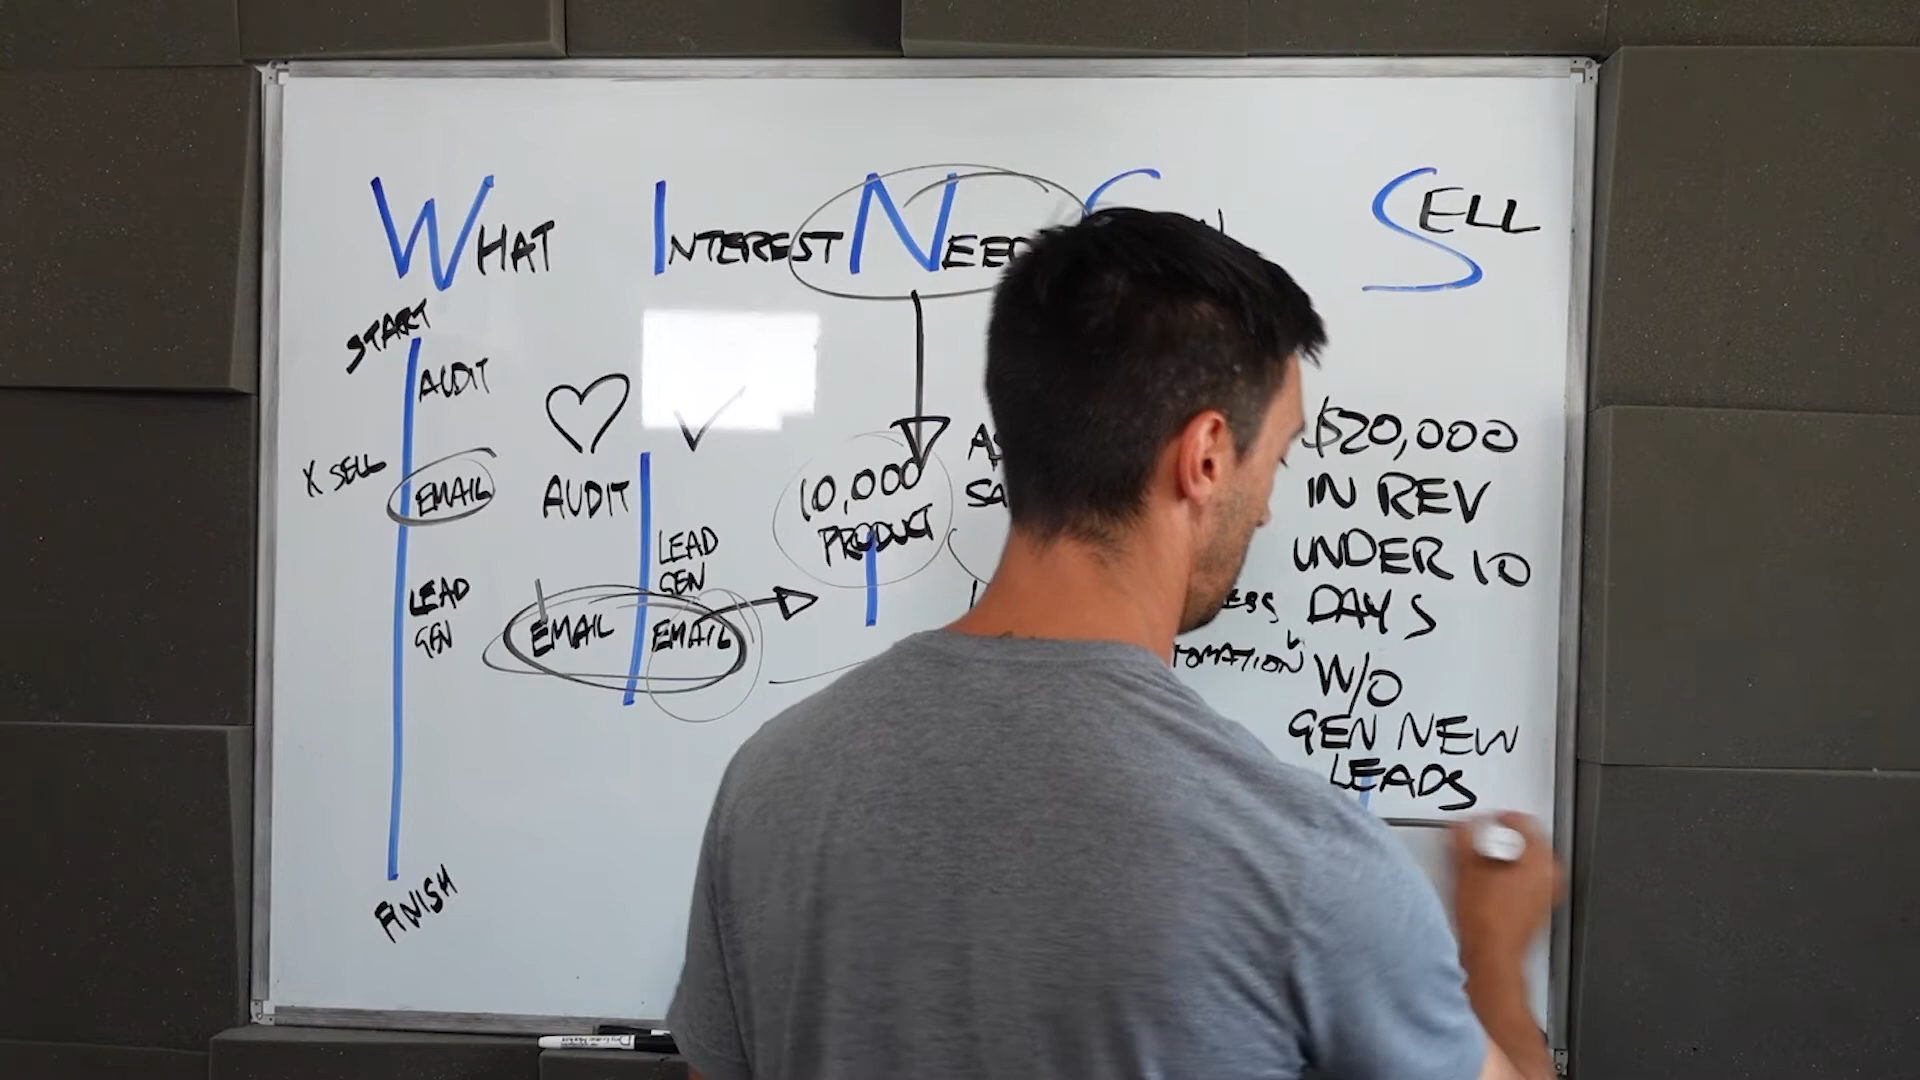 WHAT
INTEREST
NEED
SELL
START
AUDIT
X SELL
EMAIL
LEAD
GEN
FINISH
AUDIT
EMAIL
LEAD
GEN
EMAIL
10,000
PRODUCT
$20,000
IN REV
UNDER 10
DAYS
W/O
GEN NEW
LEADS